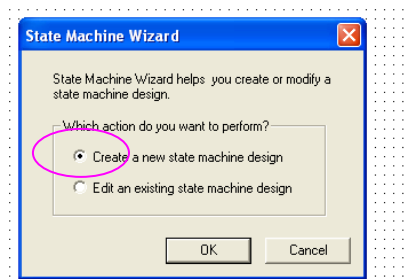 State Machine Wizard
State Machine Wizard helps you create or modify a
state machine design.
Which action do you want to perform?
Create a new state machine design
Edit an existing state machine design
OK Cancel